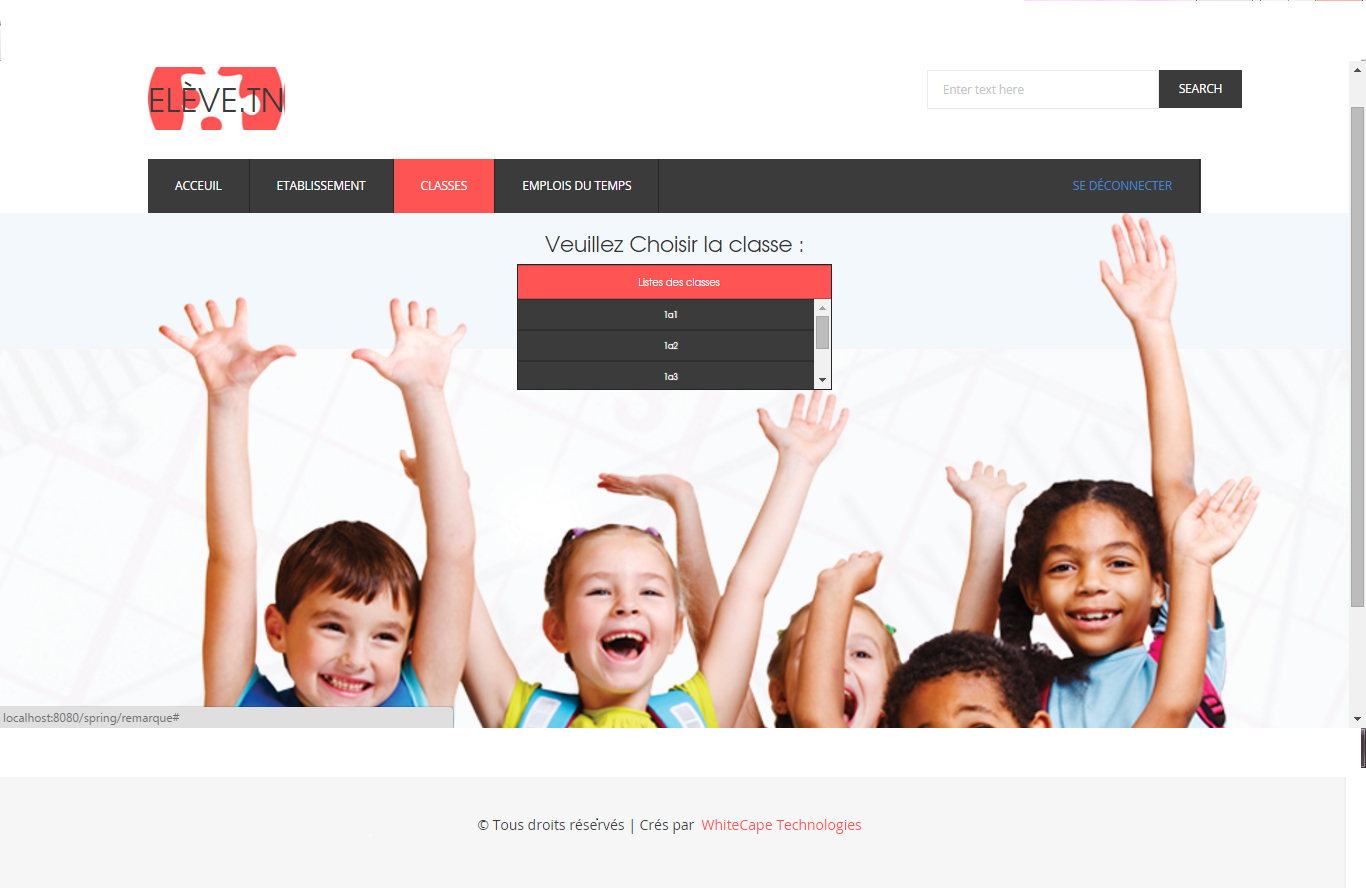 ELÈVE.TN
Enter text here SEARCH
ACCEUIL ETABLISSEMENT CLASSES EMPLOIS DU TEMPS SE DÉCONNECTER
Veuillez Choisir la classe :
Listes des classes
1a1
1a2
1a3
localhost:8080/spring/remarque#
© Tous droits réservés | Crés par WhiteCape Technologies